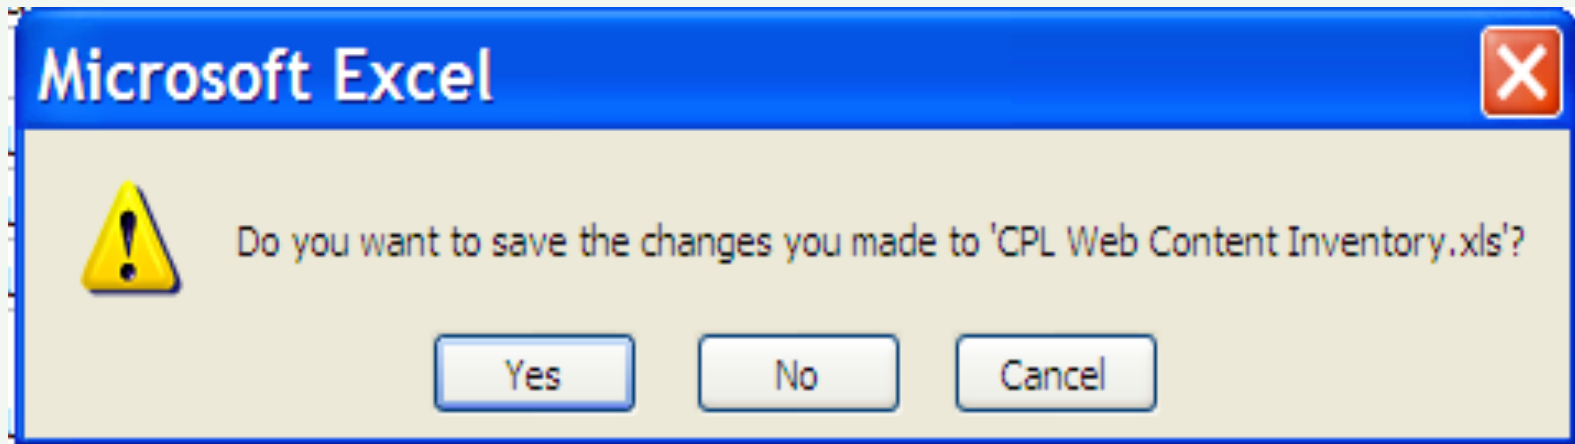 Microsoft Excel
Do you want to save the changes you made to 'CPL Web Content Inventory.xls'?
Yes No Cancel